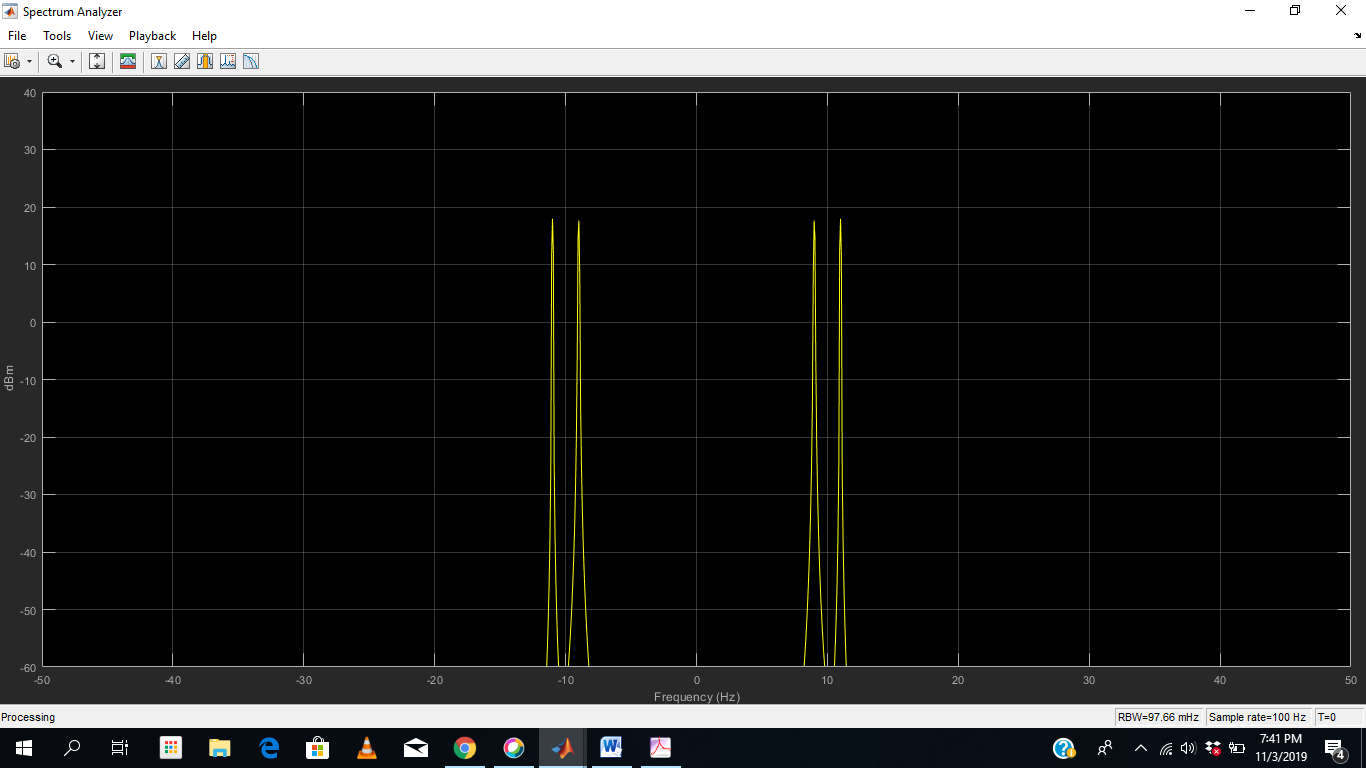 Spectrum Analyzer
File Tools View Playback Help
40
30
20
10
0
-10
-20
-30
-40
-50
-60
dBm
-50 -40 -30 -20 -10 0 10 20 30 40 50
Frequency (Hz)
Processing RBW=97.66 mHz Sample rate=100 Hz T=0
7:41 PM
11/3/2019
4